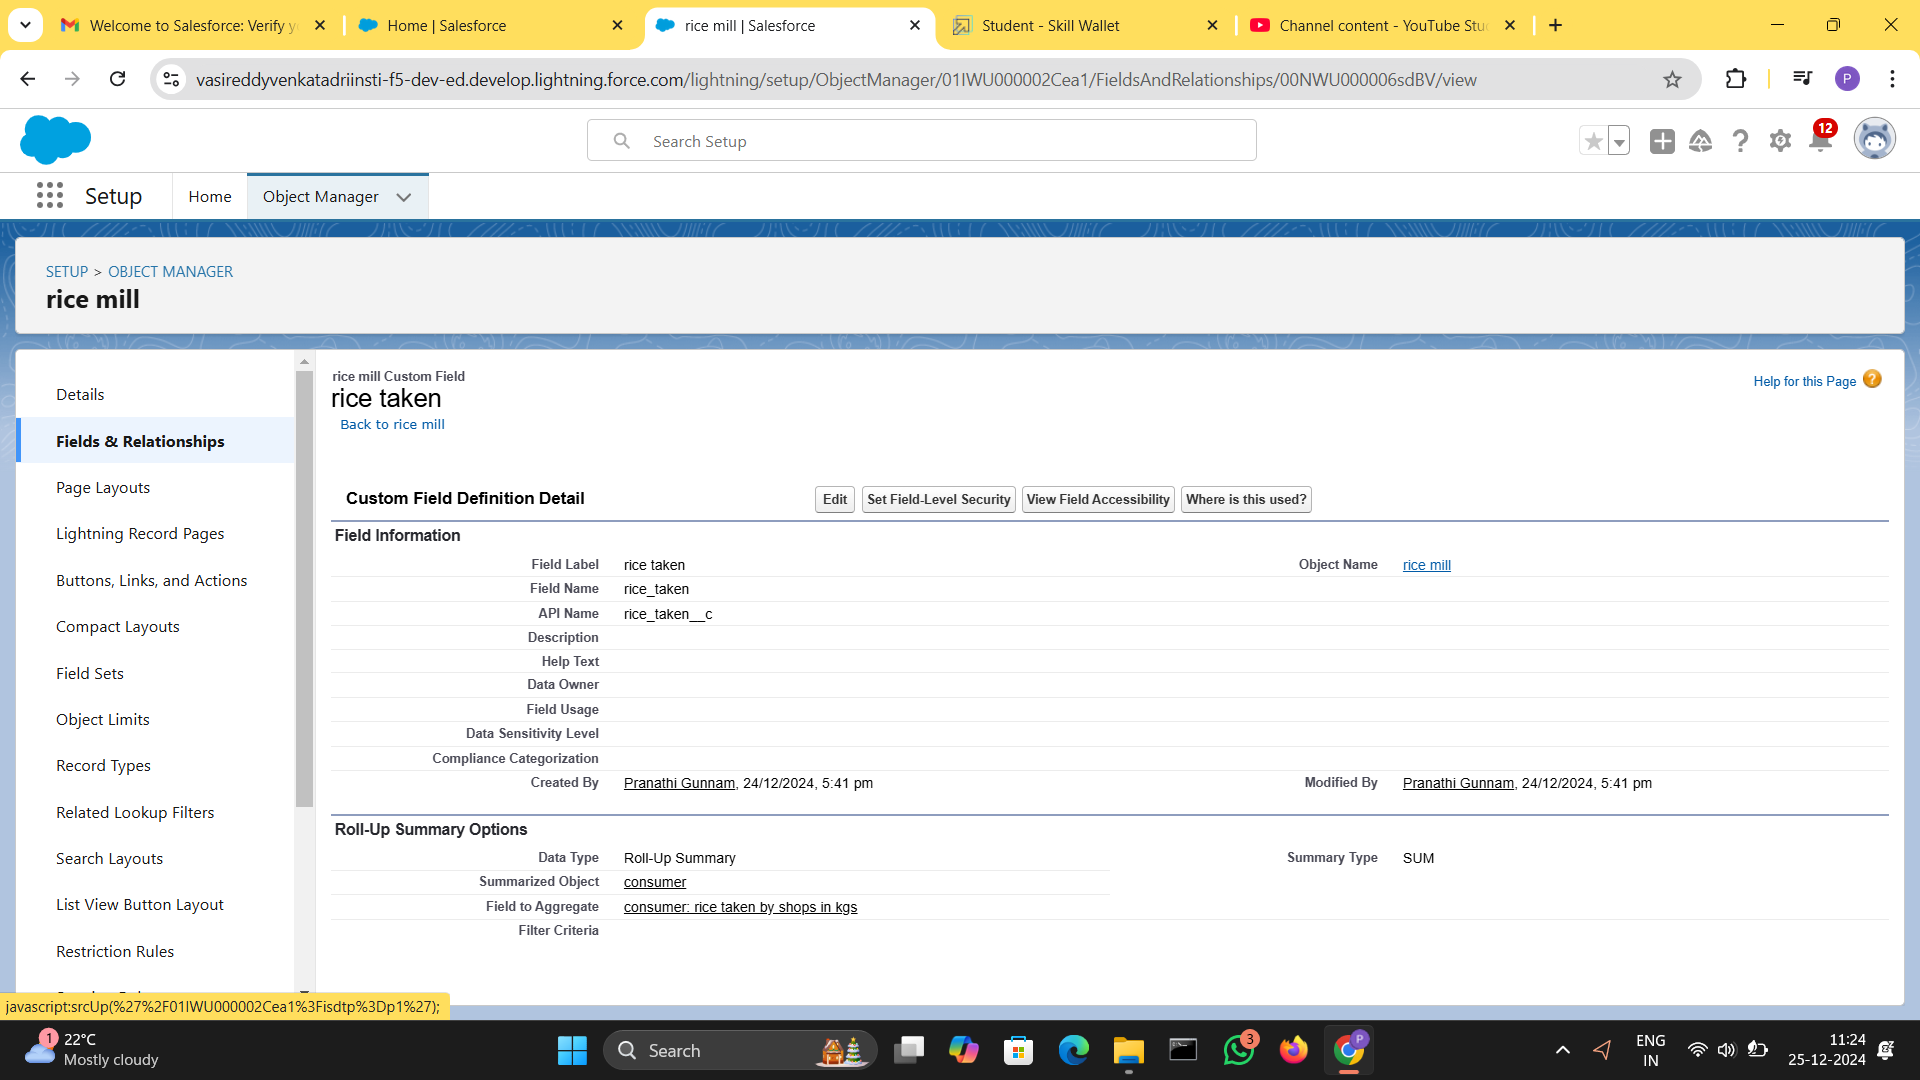 Welcome to Salesforce: Verify y
Home | Salesforce
rice mill | Salesforce
Student - Skill Wallet
Channel content - YouTube Stu
vasireddyvenkatadriinsti-f5-dev-ed.develop.lightning.force.com/lightning/setup/ObjectManager/01IWU000002Cea1/FieldsAndRelationships/00NWU000006sdBV/view
P
Search Setup
12
Setup
Home
Object Manager
SETUP > OBJECT MANAGER
rice mill
Details
Fields & Relationships
Page Layouts
Lightning Record Pages
Buttons, Links, and Actions
Compact Layouts
Field Sets
Object Limits
Record Types
Related Lookup Filters
Search Layouts
List View Button Layout
Restriction Rules
rice mill Custom Field
rice taken
Back to rice mill
Help for this Page
Custom Field Definition Detail
Edit
Set Field-Level Security
View Field Accessibility
Where is this used?
Field Information
Field Label rice taken
Object Name rice mill
Field Name rice_taken
API Name rice_taken__c
Description
Help Text
Data Owner
Field Usage
Data Sensitivity Level
Compliance Categorization
Created By Pranathi Gunnam, 24/12/2024, 5:41 pm
Modified By Pranathi Gunnam, 24/12/2024, 5:41 pm
Roll-Up Summary Options
Data Type Roll-Up Summary
Summary Type SUM
Summarized Object consumer
Field to Aggregate consumer: rice taken by shops in kgs
Filter Criteria
javascript:srcUp(%27%2F01IWU000002Cea1%3Fisdtp%3Dp1%27);
1
22°C
Mostly cloudy
Search
3
P
ENG
IN
11:24
25-12-2024